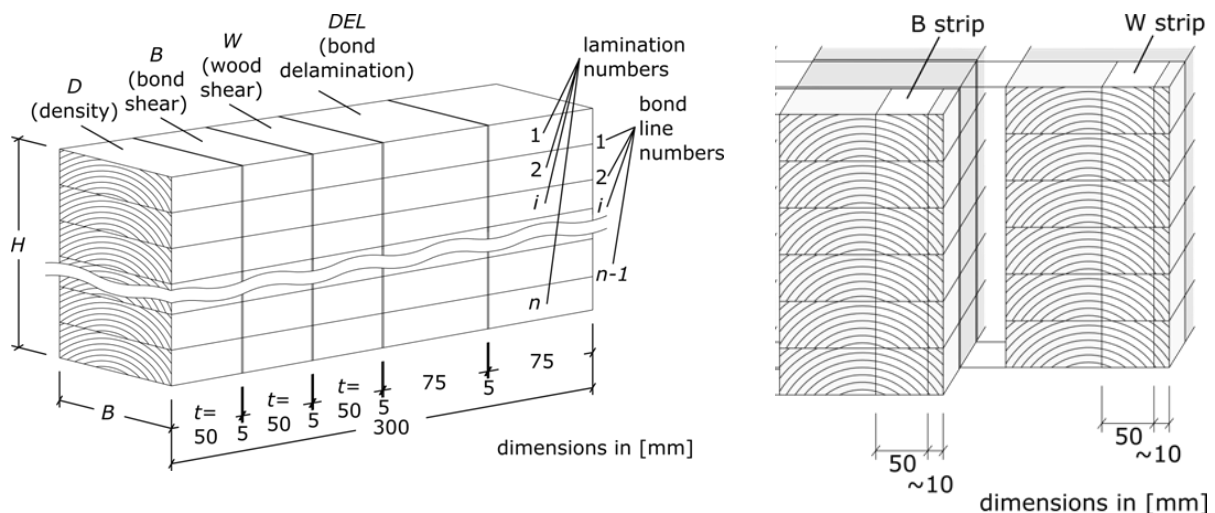 DEL
(bond
delamination)
W
(wood
shear)
B
(bond
shear)
D
(density)
lamination
numbers
bond
line
numbers
1
2
i
n
1
2
i
n-1
H
B
t=
50
5
t=
50
5
t=
50
5
75
5
75
300
dimensions in [mm]
B strip
W strip
50
~10
50
~10
dimensions in [mm]